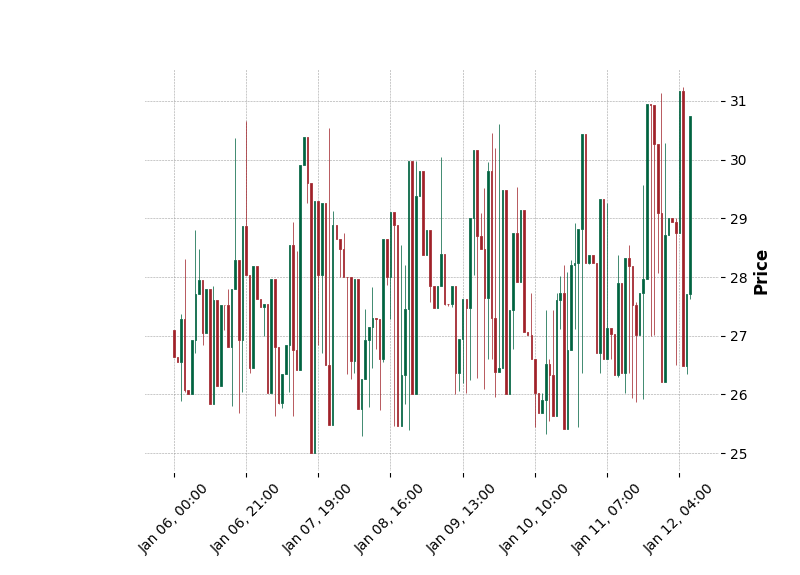 31
30
29
28
27
26
25
Price
Jan 06, 00:00
Jan 06, 21:00
Jan 07, 19:00
Jan 08, 16:00
Jan 09, 13:00
Jan 10, 10:00
Jan 11, 07:00
Jan 12, 04:00